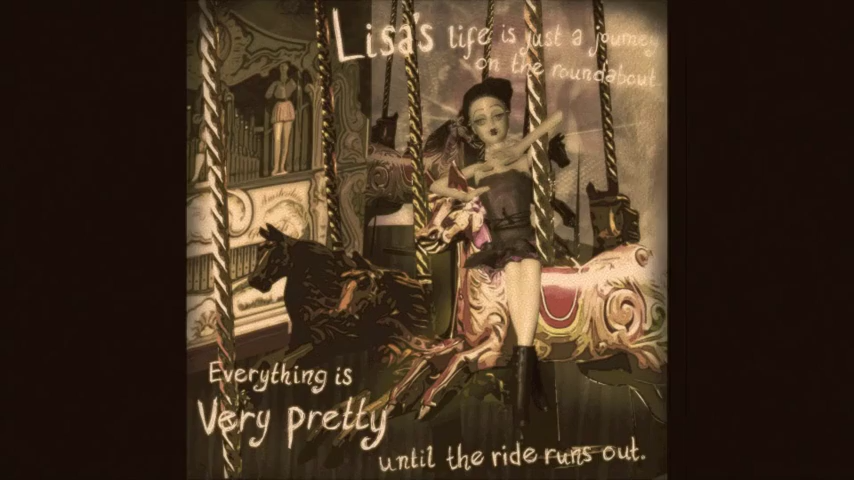 Lisa's life is just a journey
on the roundabout
Everything is
Very pretty
until the ride runs out.